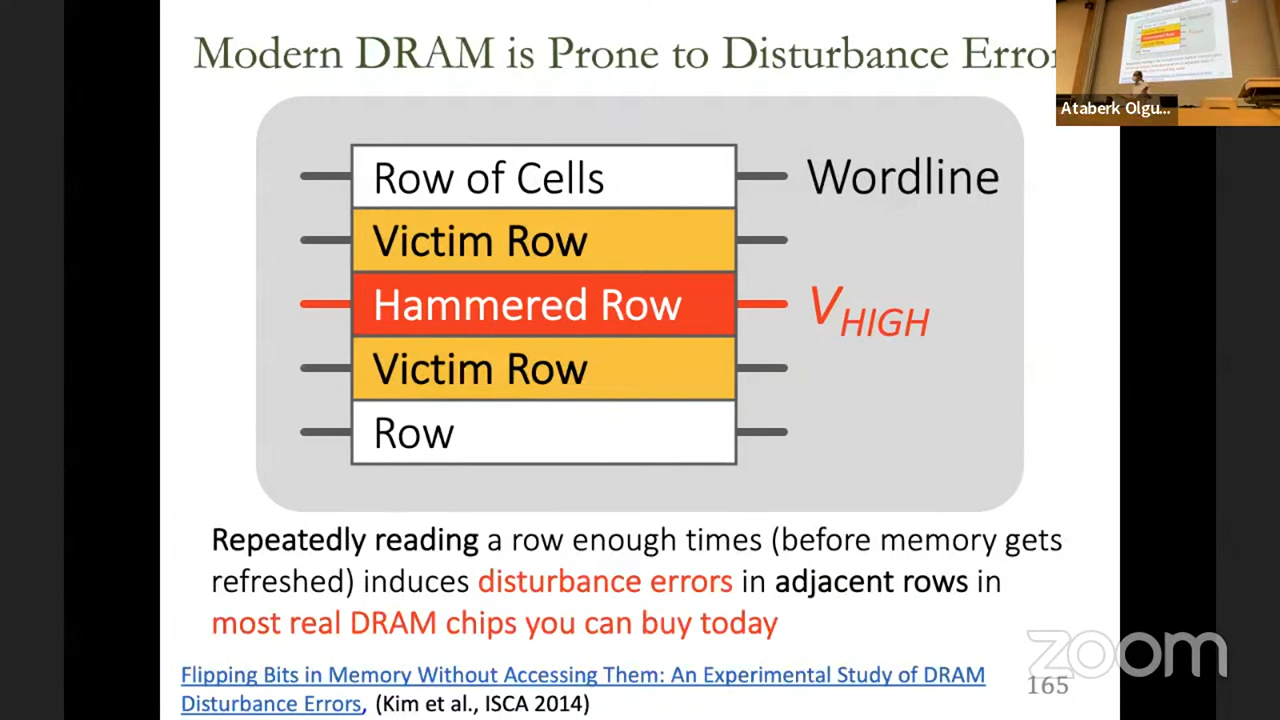 Modern DRAM is Prone to Disturbance Error
Ataberk Olgu...
Row of Cells
Wordline
Victim Row
Hammered Row
VHIGH
Victim Row
Row
Repeatedly reading a row enough times (before memory gets
refreshed) induces disturbance errors in adjacent rows in
most real DRAM chips you can buy today
Flipping Bits in Memory Without Accessing Them: An Experimental Study of DRAM
Disturbance Errors, (Kim et al., ISCA 2014)
zoom
165